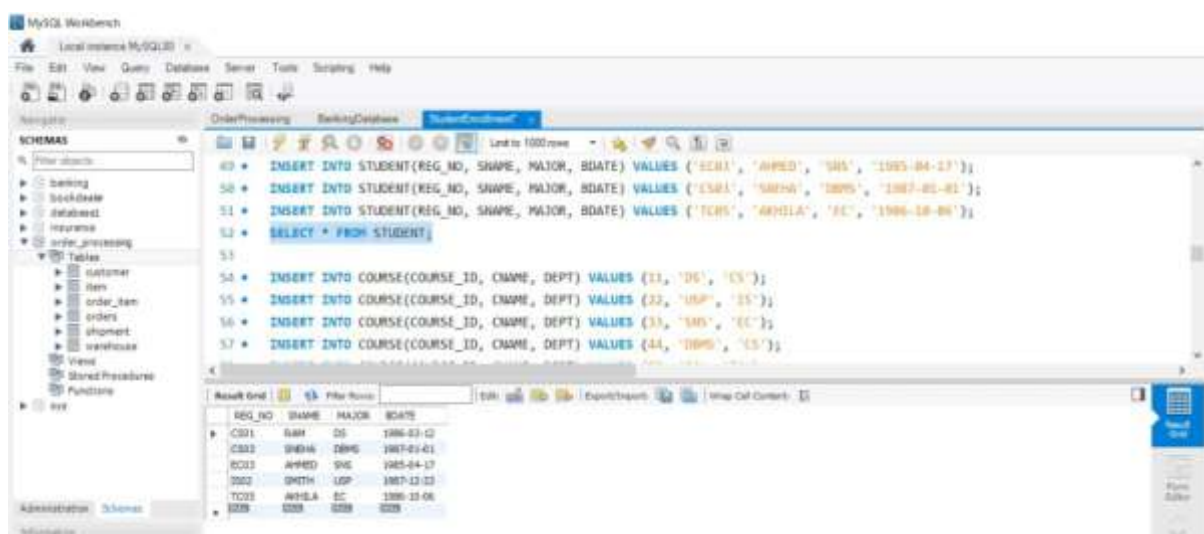 MySQL Workbench
Local instance MySQL80
File Edit View Query Database Server Tools Scripting Help
Navigator
OrderProcessing BankingDatabase StudentEnrollment*
SCHEMAS
Limit to 1000 rows
Filter objects
banking
bookdealer
database1
insurance
order_processing
Tables
customer
item
order_item
orders
shipment
warehouse
Views
Stored Procedures
Functions
sys
Administration Schemas
Information
49 INSERT INTO STUDENT(REG_NO, SNAME, MAJOR, BDATE) VALUES ('EC03', 'AHMED', 'SNS', '1985-04-17');
50 INSERT INTO STUDENT(REG_NO, SNAME, MAJOR, BDATE) VALUES ('CS03', 'SNEHA', 'DBMS', '1987-01-01');
51 INSERT INTO STUDENT(REG_NO, SNAME, MAJOR, BDATE) VALUES ('TC05', 'AKHILA', 'EC', '1986-10-06');
52 SELECT * FROM STUDENT;
53
54 INSERT INTO COURSE(COURSE_ID, CNAME, DEPT) VALUES (11, 'DS', 'CS');
55 INSERT INTO COURSE(COURSE_ID, CNAME, DEPT) VALUES (22, 'USP', 'IS');
56 INSERT INTO COURSE(COURSE_ID, CNAME, DEPT) VALUES (33, 'SNS', 'EC');
57 INSERT INTO COURSE(COURSE_ID, CNAME, DEPT) VALUES (44, 'DBMS', 'CS');
Result Grid Filter Rows: Edit: Export/Import: Wrap Cell Content:
REG_NO SNAME MAJOR BDATE
CS01 RAM DS 1986-03-12
SNEHA DBMS 1987-01-01
EC03 AHMED SNS 1985-04-17
IS02 SMITH USP 1987-12-23
TC05 AKHILA EC 1986-10-06
NULL NULL NULL NULL
Result Grid
Form Editor